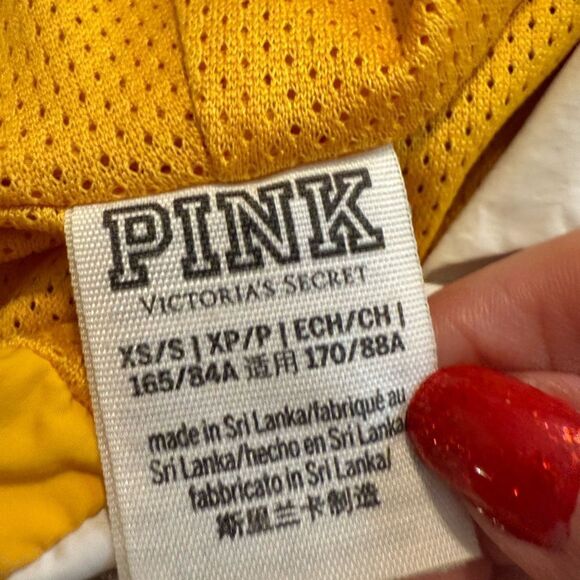 PINK
VICTORIA'S SECRET
XS/S | XP/P | ECH/CH |
165/84A 适用 170/88A
made in Sri Lanka/fabriqué au
Sri Lanka/hecho en Sri Lanka/
fabbricato in Sri Lanka/
斯里兰卡制造